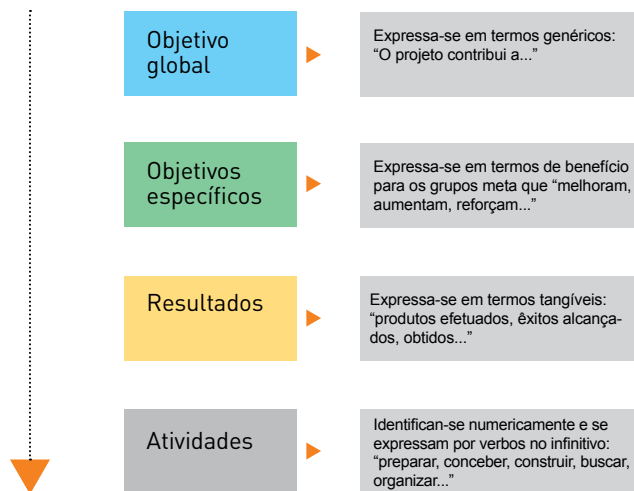 Objetivo
global
Expressa-se em termos genéricos:
“O projeto contribui a...”
Objetivos
específicos
Expressa-se em termos de benefício
para os grupos meta que “melhoram,
aumentam, reforçam...”
Resultados
Expressa-se em termos tangíveis:
“produtos efetuados, êxitos alcança-
dos, obtidos...”
Atividades
Identifican-se numericamente e se
expressam por verbos no infinitivo:
“preparar, conceber, construir, buscar,
organizar...”